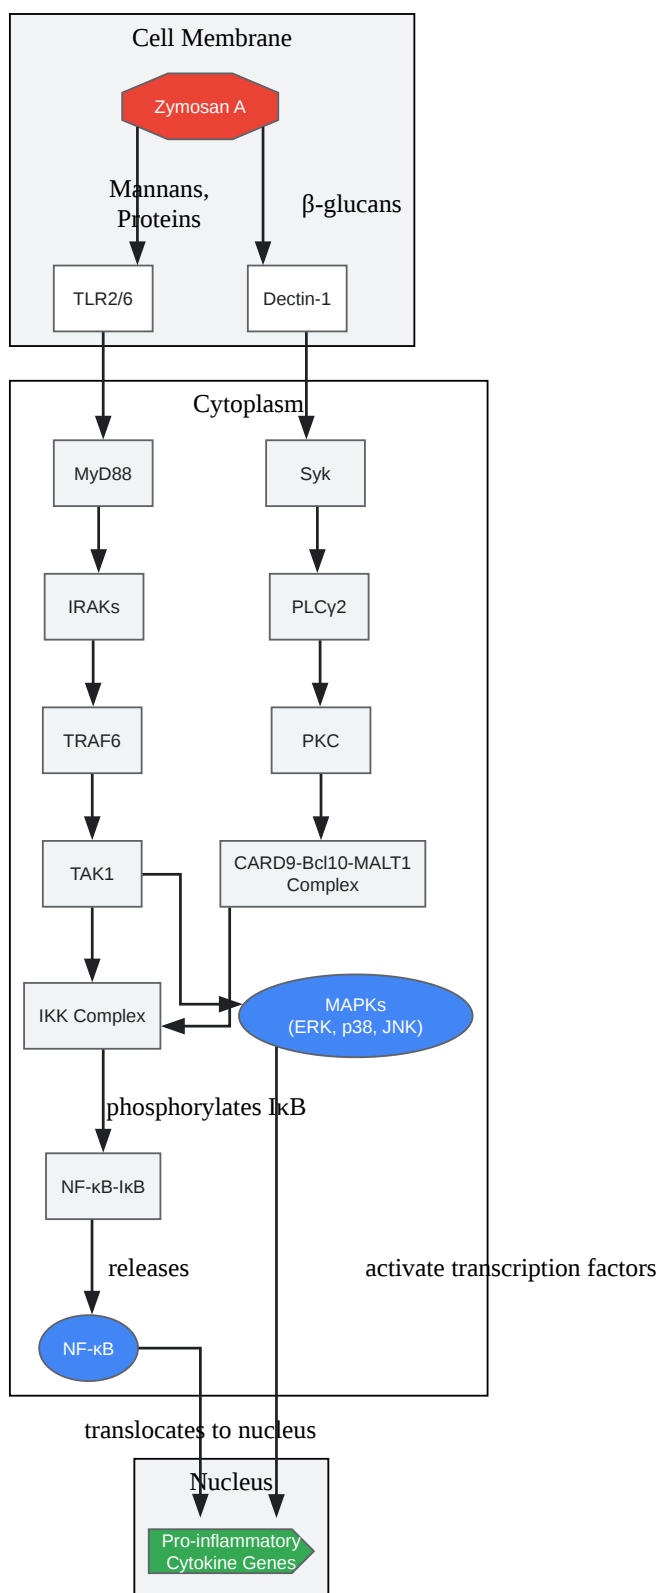 Cell Membrane
Zymosan A
Mannans,
Proteins
β-glucans
TLR2/6
Dectin-1
Cytoplasm
MyD88
Syk
IRAKs
PLCγ2
TRAF6
PKC
TAK1
CARD9-Bcl10-MALT1
Complex
IKK Complex
MAPKs
(ERK, p38, JNK)
phosphorylates IκB
NF-κB-IκB
releases
activate transcription factors
NF-κB
translocates to nucleus
Nucleus
Pro-inflammatory
Cytokine Genes